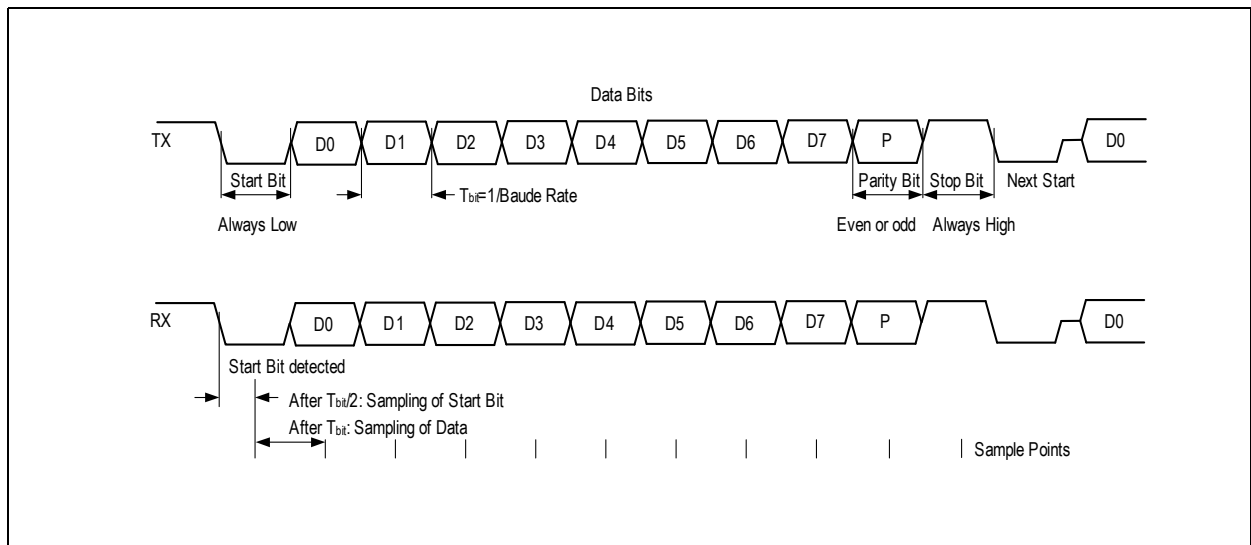 Data Bits
TX D0 D1 D2 D3 D4 D5 D6 D7 P D0
Start Bit Parity Bit Stop Bit Next Start
Tbit=1/Baude Rate
Always Low Even or odd Always High
RX D0 D1 D2 D3 D4 D5 D6 D7 P D0
Start Bit detected
After Tbit/2: Sampling of Start Bit
After Tbit: Sampling of Data
Sample Points